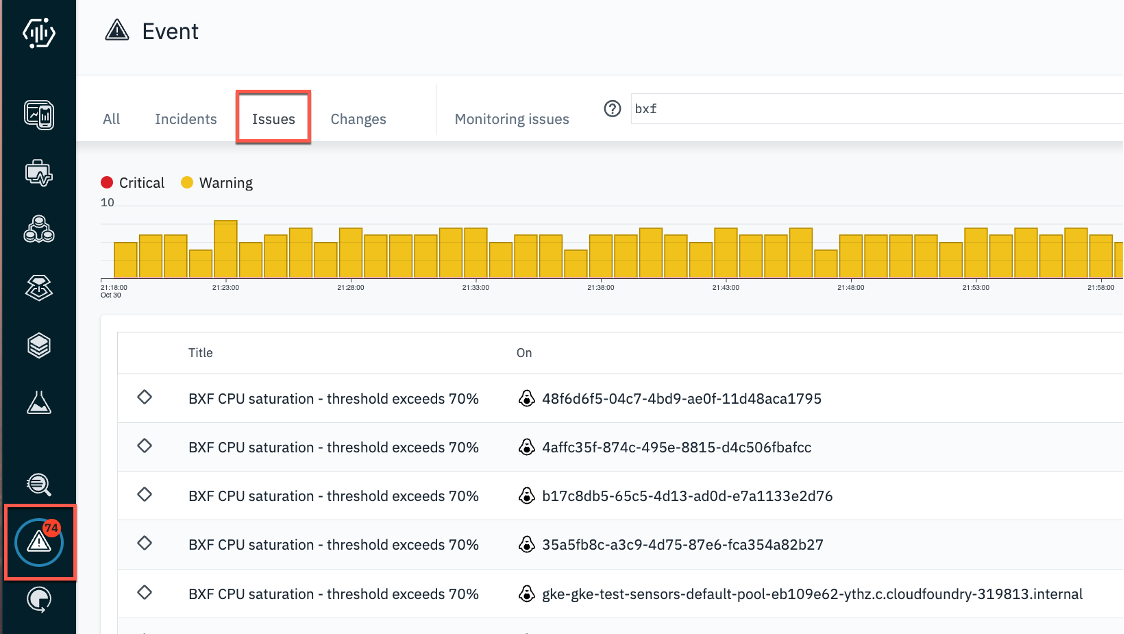 Event
All Incidents Issues Changes Monitoring issues ? bxf
Critical Warning
10
21:18:00 21:23:00 21:28:00 21:33:00 21:38:00 21:43:00 21:48:00 21:53:00 21:58:00
Oct 30
Title On
BXF CPU saturation - threshold exceeds 70% 48f6d6f5-04c7-4bd9-ae0f-11d48aca1795
BXF CPU saturation - threshold exceeds 70% 4affc35f-874c-495e-8815-d4c506fbafcc
BXF CPU saturation - threshold exceeds 70% b17c8db5-65c5-4d13-ad0d-e7a1133e2d76
74
BXF CPU saturation - threshold exceeds 70% 35a5fb8c-a3c9-4d75-87e6-fca354a82b27
BXF CPU saturation - threshold exceeds 70% gke-gke-test-sensors-default-pool-eb109e62-ythz.c.cloudfoundry-319813.internal